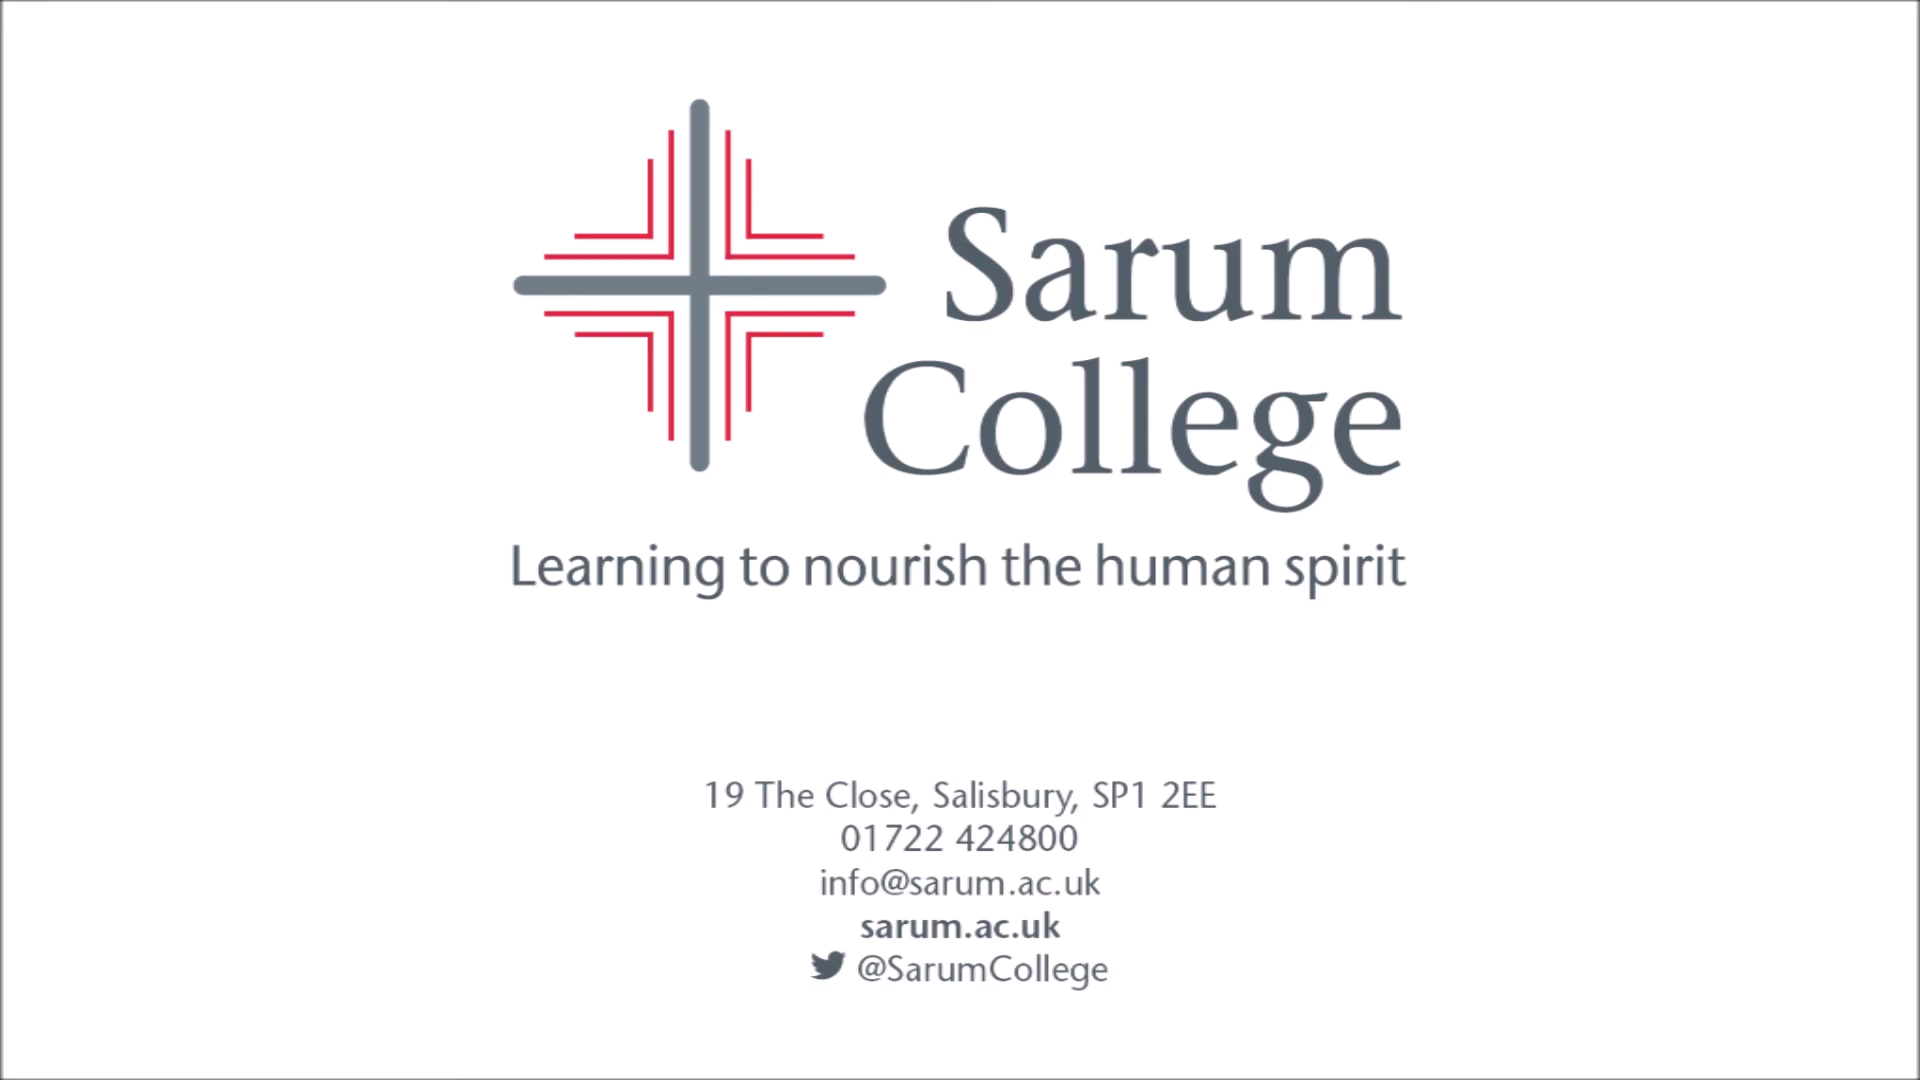 Sarum
College
Learning to nourish the human spirit
19 The Close, Salisbury, SP1 2EE
01722 424800
info@sarum.ac.uk
sarum.ac.uk
@SarumCollege